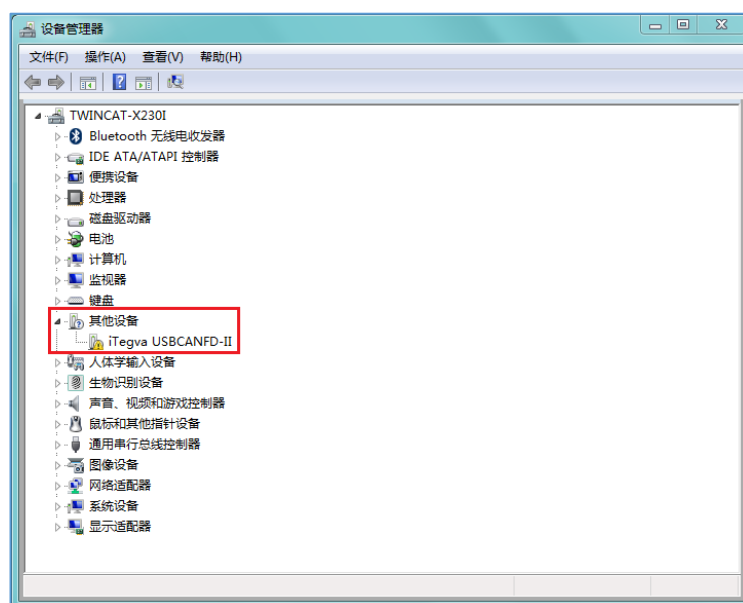 设备管理器
文件(F) 操作(A) 查看(V) 帮助(H)
TWINCAT-X230I
Bluetooth 无线电收发器
IDE ATA/ATAPI 控制器
便携设备
处理器
磁盘驱动器
电池
计算机
监视器
键盘
其他设备
iTegva USBCANFD-II
人体学输入设备
生物识别设备
声音、视频和游戏控制器
鼠标和其他指针设备
通用串行总线控制器
图像设备
网络适配器
系统设备
显示适配器